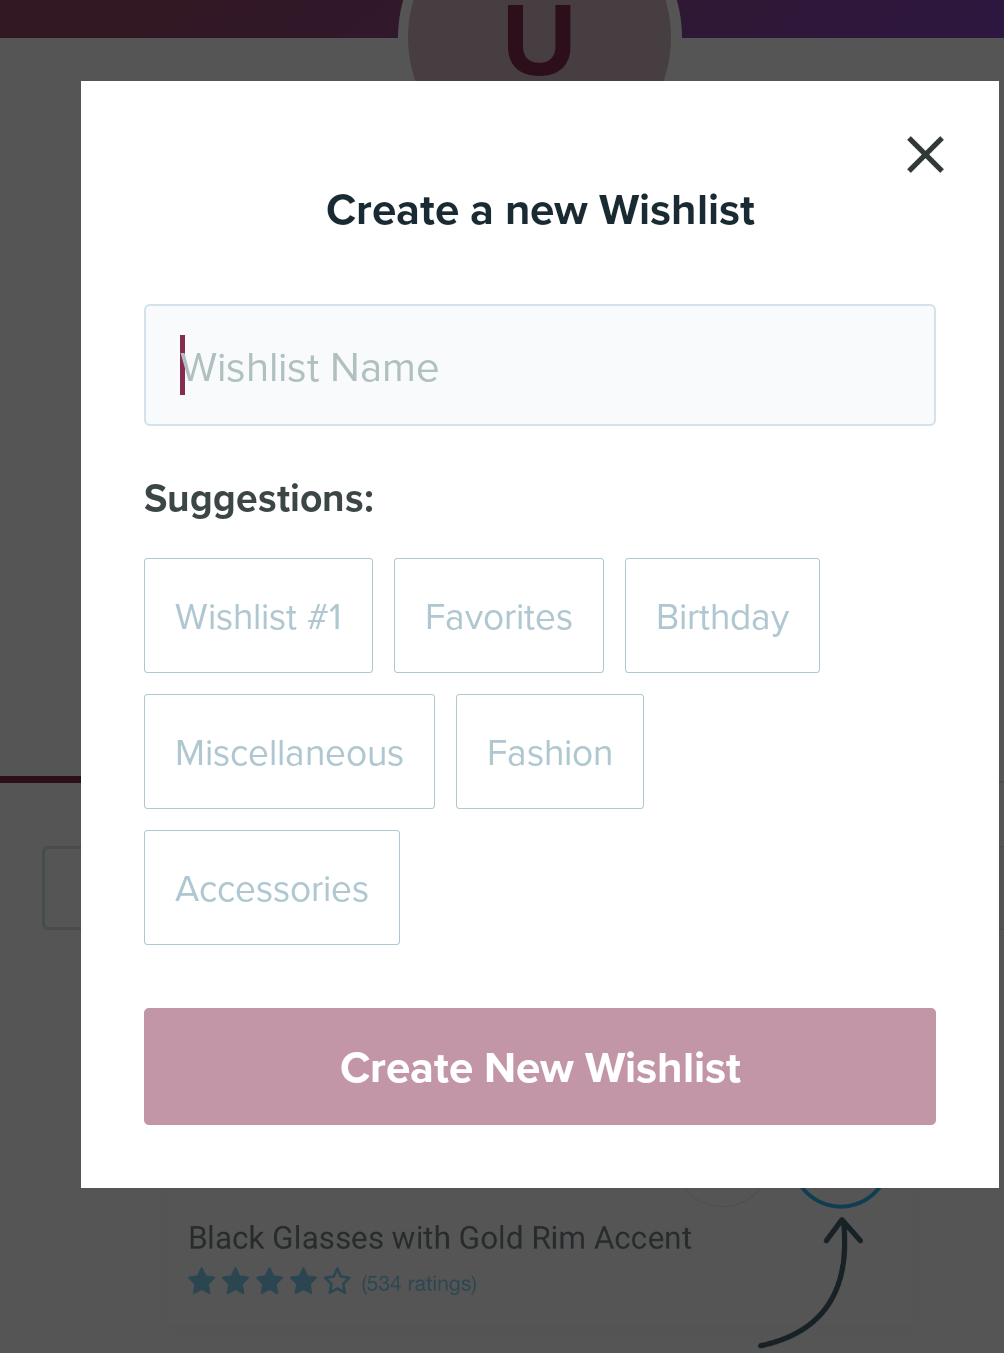 U
Create a new Wishlist
Wishlist Name
Suggestions:
Wishlist #1 Favorites Birthday
Miscellaneous Fashion
Accessories
Create New Wishlist
Black Glasses with Gold Rim Accent
(534 ratings)